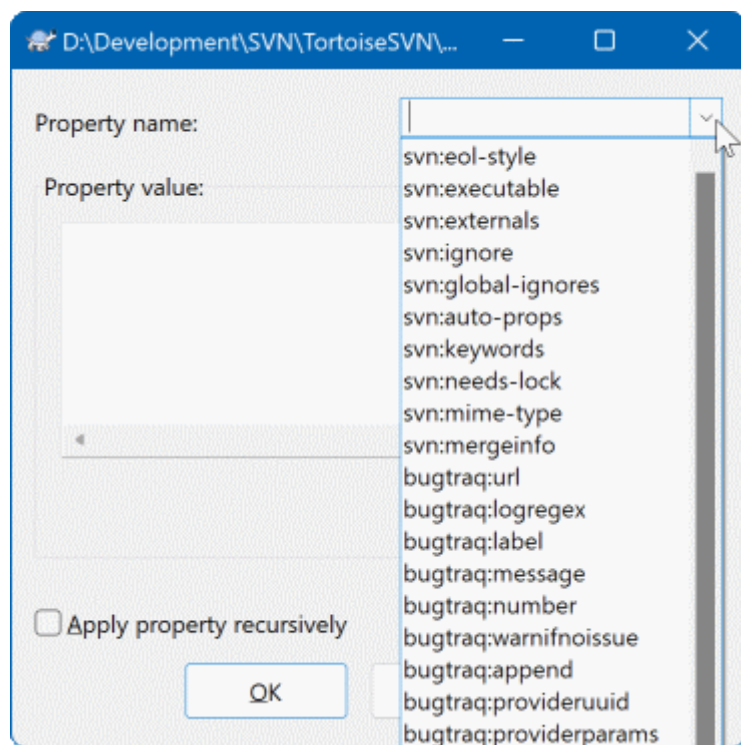 D:\Development\SVN\TortoiseSVN\...
Property name:
svn:eol-style
svn:executable
svn:externals
svn:ignore
svn:global-ignores
svn:auto-props
svn:keywords
svn:needs-lock
svn:mime-type
svn:mergeinfo
bugtraq:url
bugtraq:logregex
bugtraq:label
bugtraq:message
bugtraq:number
bugtraq:warnifnoissue
bugtraq:append
bugtraq:provideruuid
bugtraq:providerparams
Property value:
Apply property recursively
OK